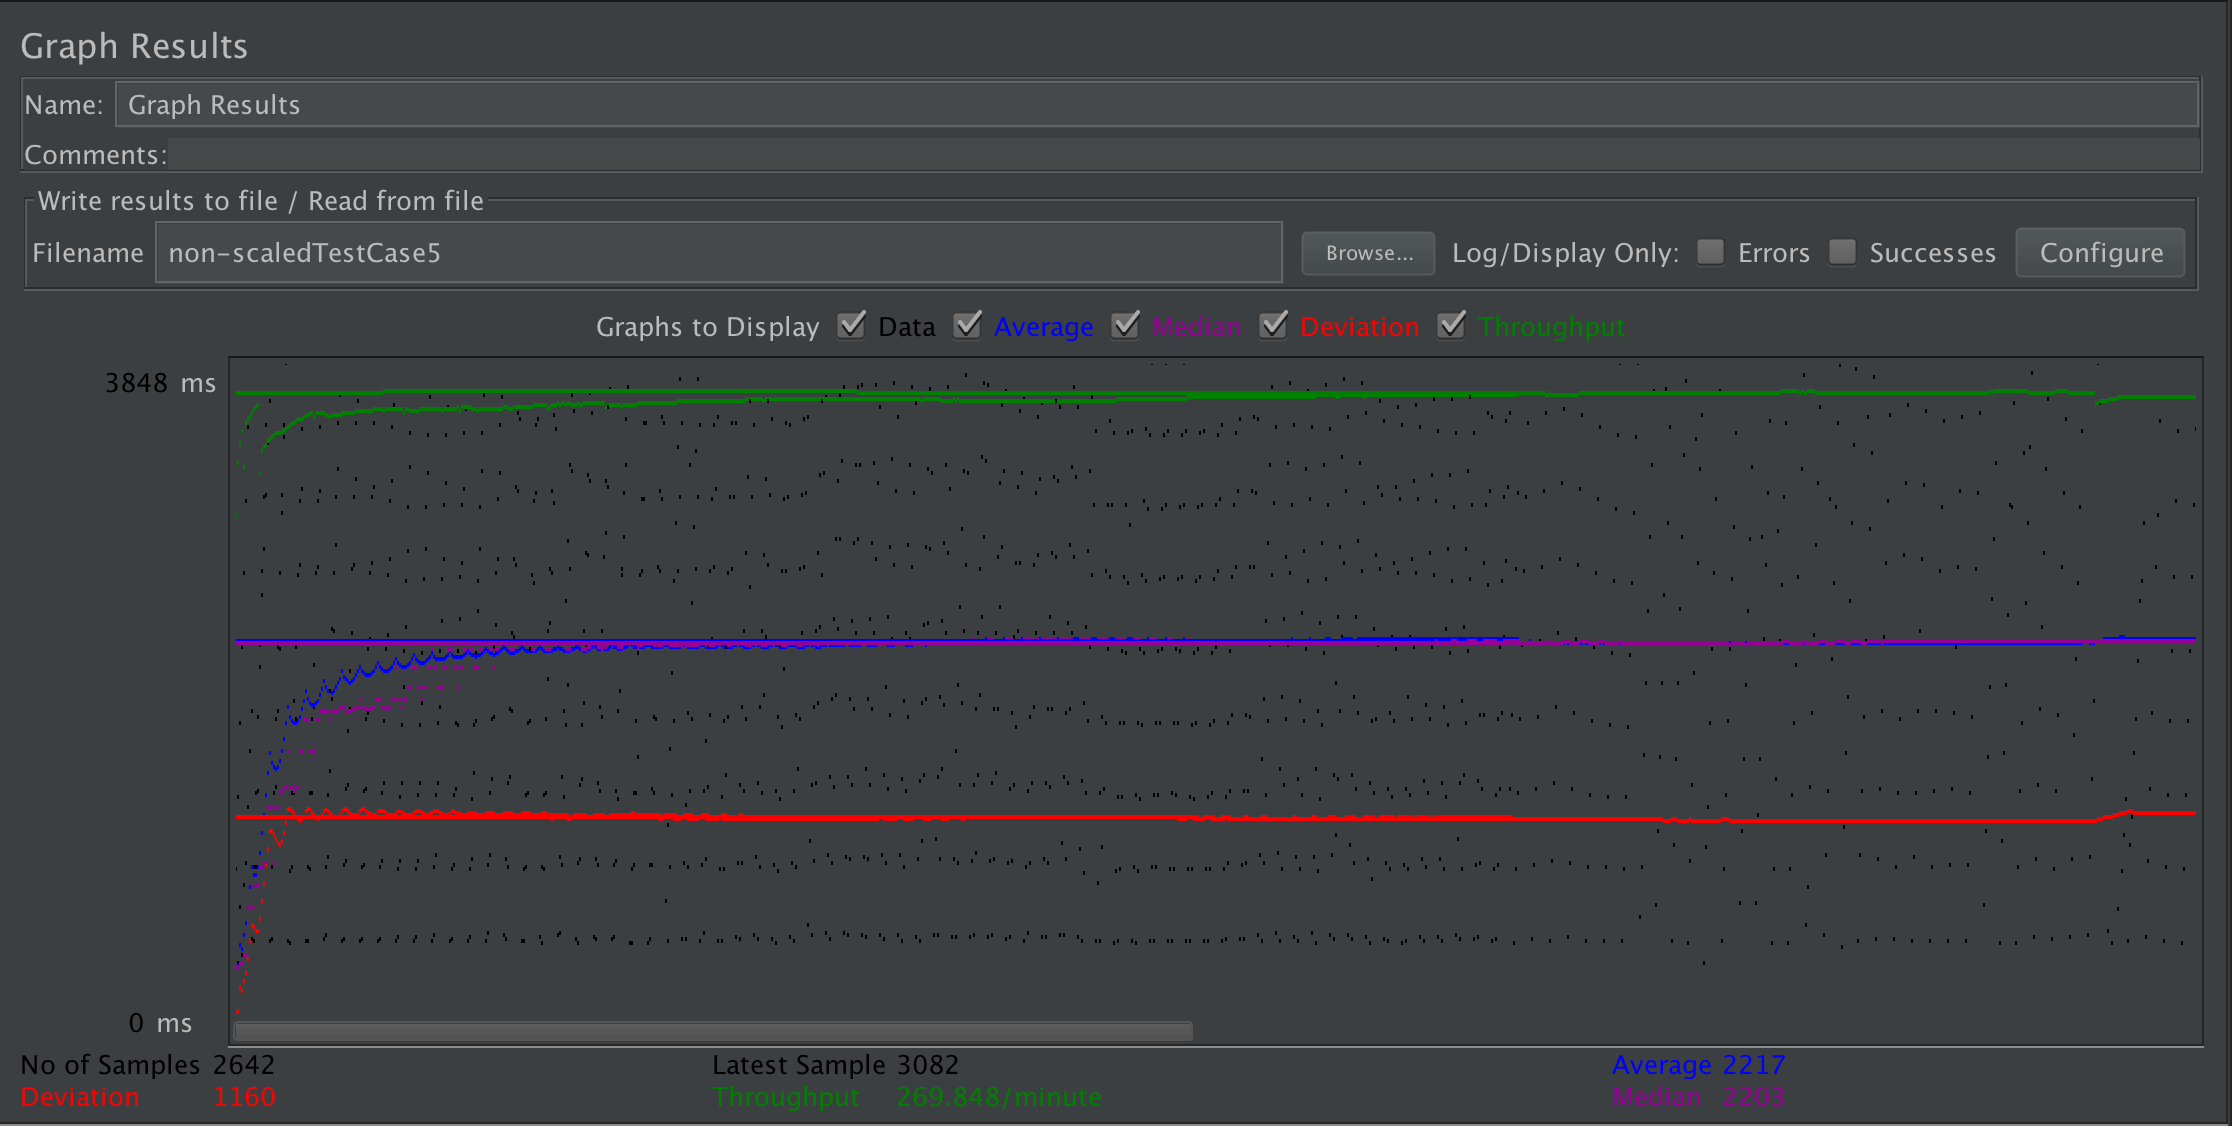 Graph Results
Name: Graph Results
Comments:
Write results to file / Read from file
Filename non-scaledTestCase5 Browse... Log/Display Only: Errors Successes Configure
Graphs to Display Data Average Median Deviation Throughput
3848 ms
0 ms
No of Samples 2642 Latest Sample 3082 Average 2217
Deviation 1160 Throughput 269.848/minute Median 2203